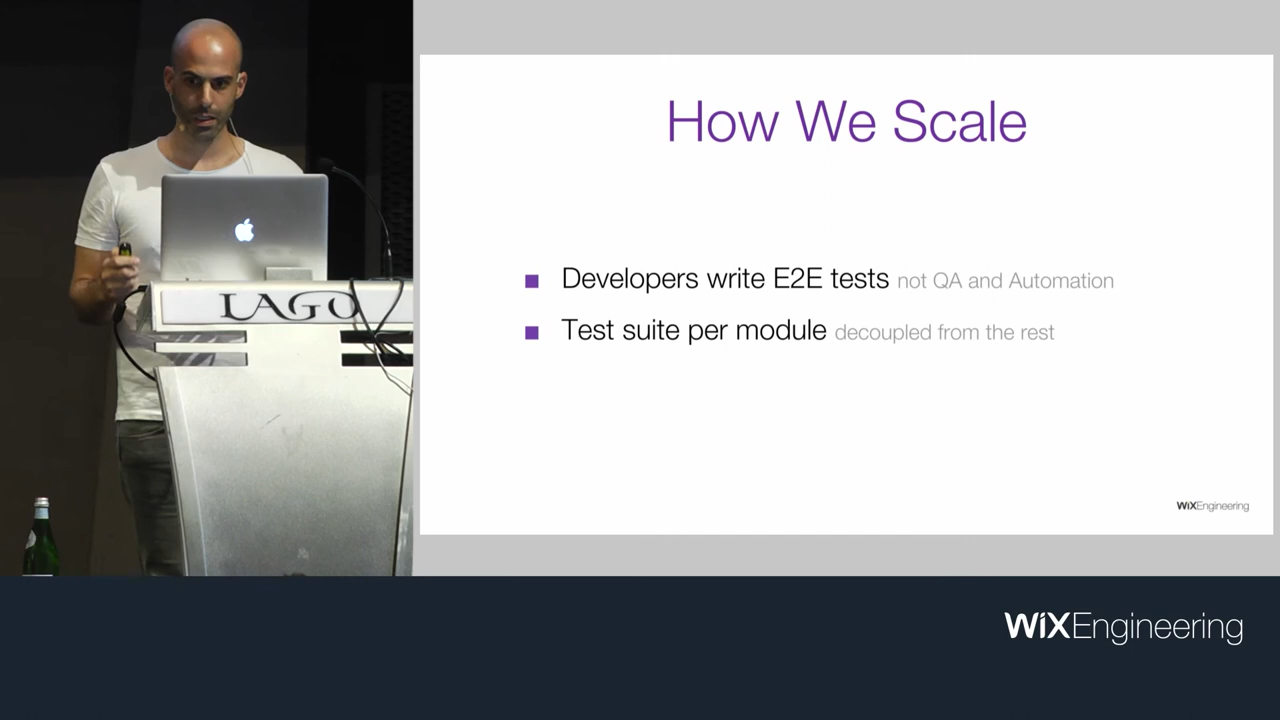 LAGO
How We Scale
Developers write E2E tests not QA and Automation
Test suite per module decoupled from the rest
WiXEngineering
WiXEngineering